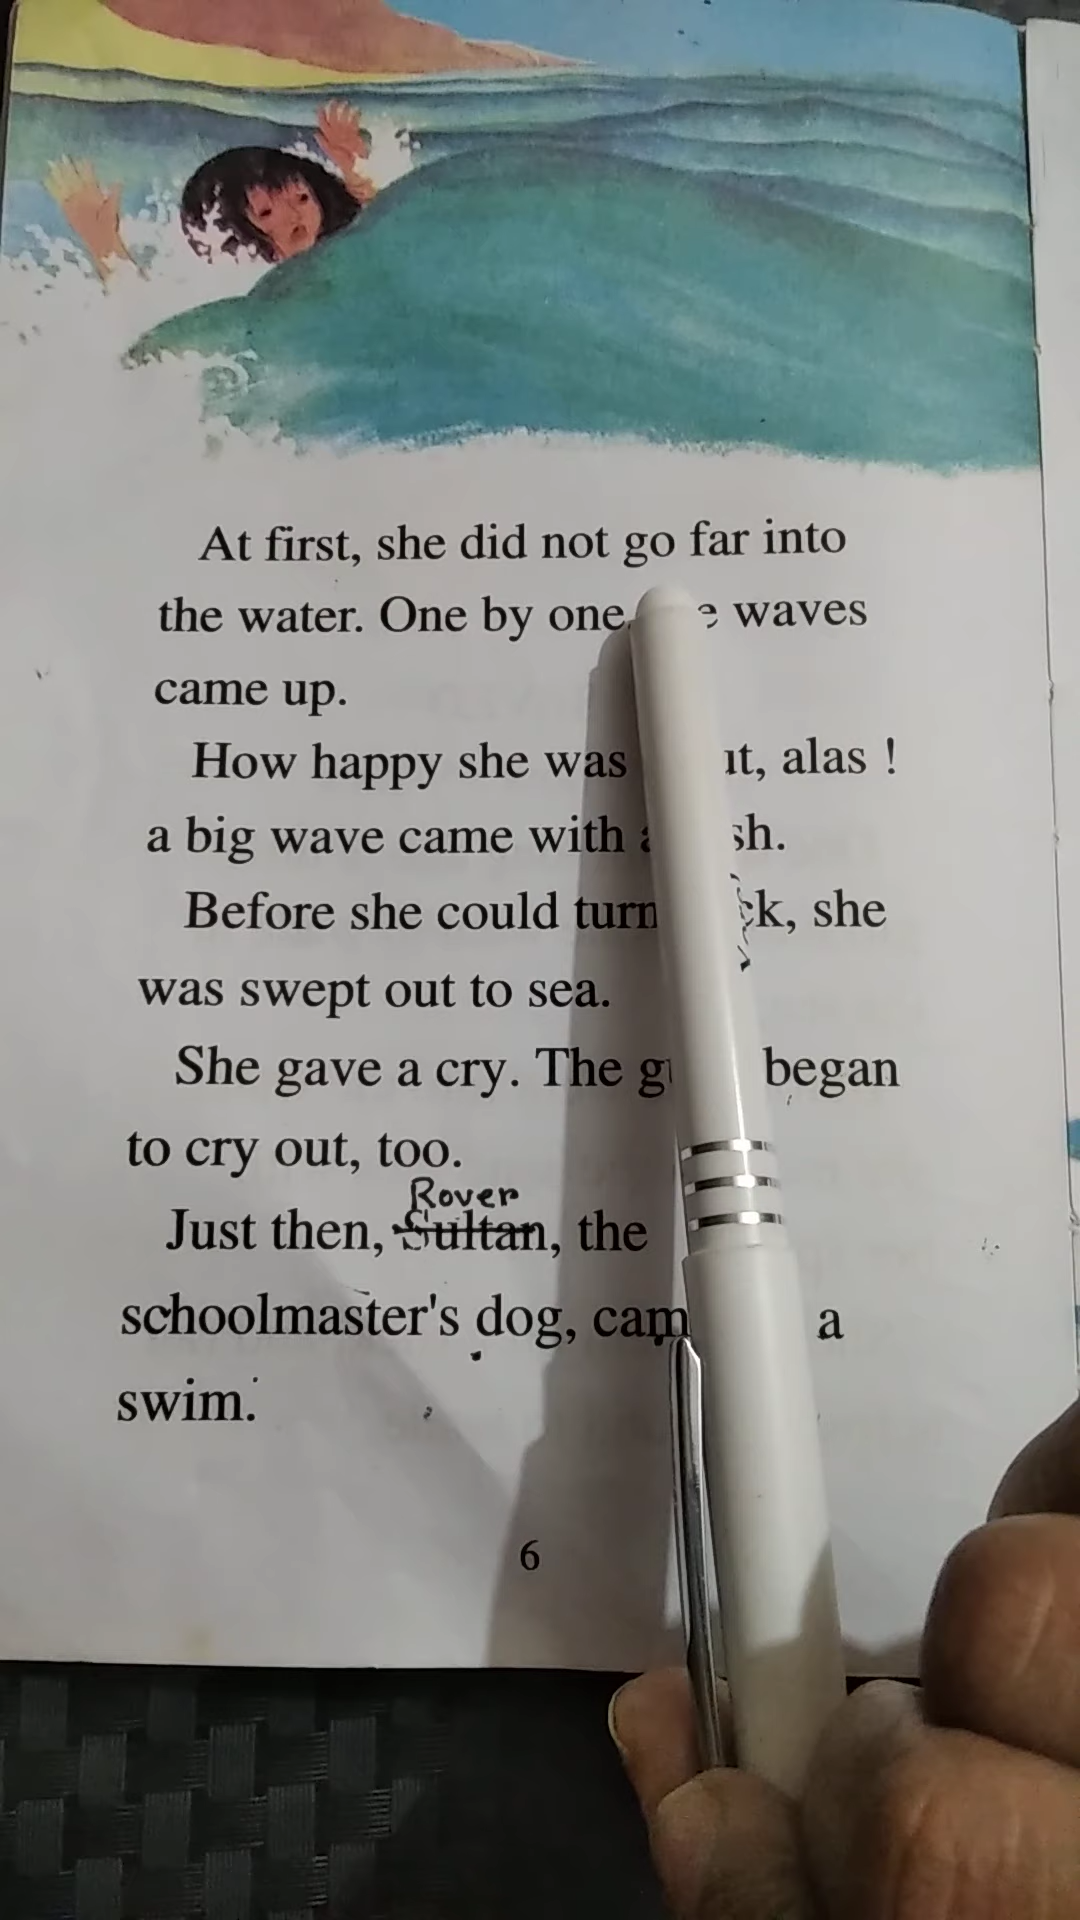 At first, she did not go far into
the water. One by one, waves
came up.
How happy she was alas !
a big wave came with
Before she could turn she
was swept out to sea.
She gave a cry. The began
to cry out, too.
Rover
Just then, Sultan, the
schoolmaster's dog, a
swim.
6